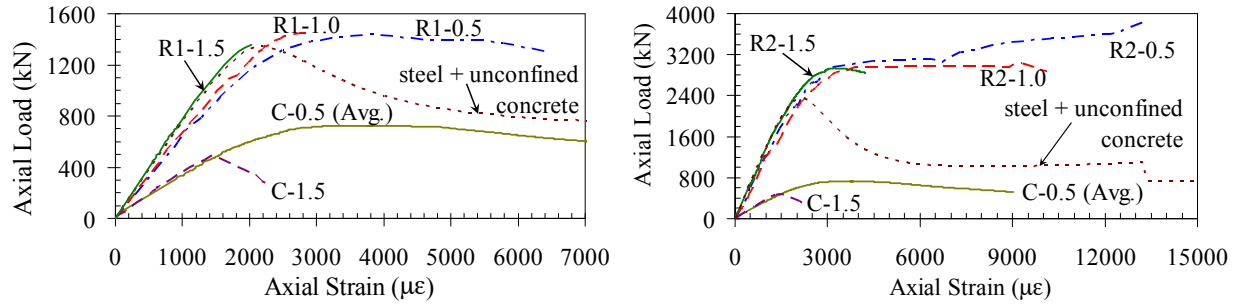 1600
1200
800
400
0
Axial Load (kN)
R1-1.0
R1-0.5
R1-1.5
steel + unconfined
concrete
C-0.5 (Avg.)
C-1.5
0 1000 2000 3000 4000 5000 6000 7000
Axial Strain (με)
4000
3200
2400
1600
800
0
Axial Load (kN)
R2-1.5
R2-0.5
R2-1.0
steel + unconfined
concrete
C-0.5 (Avg.)
C-1.5
0 3000 6000 9000 12000 15000
Axial Strain (με)